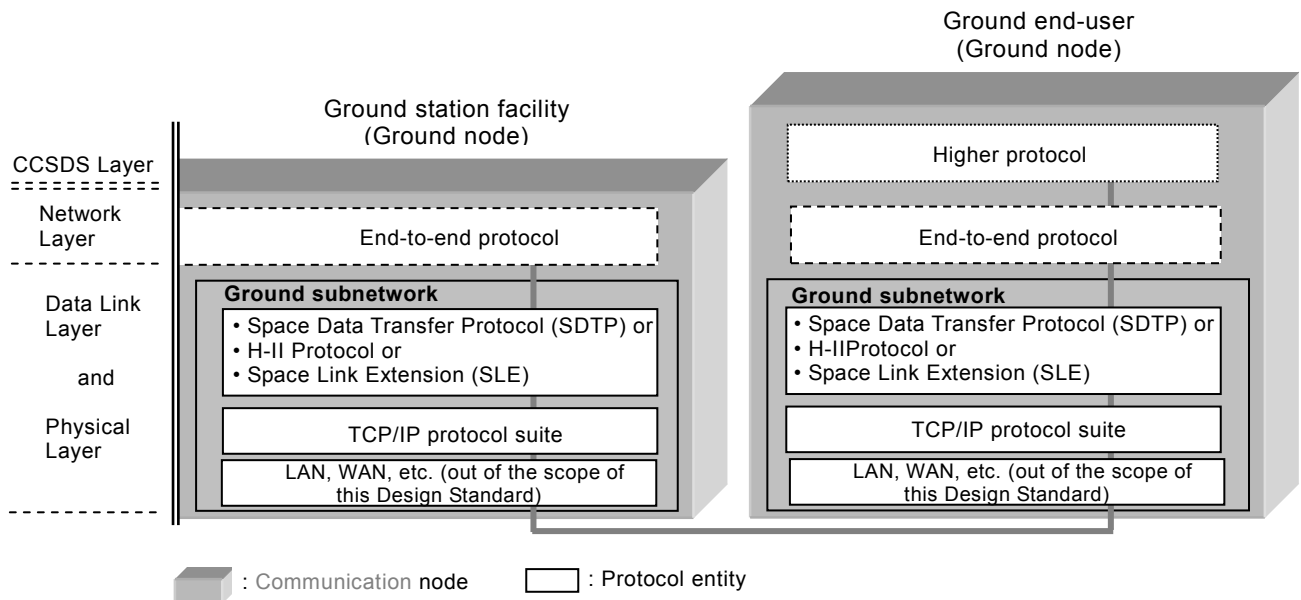 Ground end-user
(Ground node)
Ground station facility
(Ground node)
CCSDS Layer
Network
Layer
Data Link
Layer
and
Physical
Layer
End-to-end protocol
Ground subnetwork
• Space Data Transfer Protocol (SDTP) or
• H-II Protocol or
• Space Link Extension (SLE)
TCP/IP protocol suite
LAN, WAN, etc. (out of the scope of
this Design Standard)
Higher protocol
End-to-end protocol
Ground subnetwork
• Space Data Transfer Protocol (SDTP) or
• H-IIProtocol or
• Space Link Extension (SLE)
TCP/IP protocol suite
LAN, WAN, etc. (out of the scope of
this Design Standard)
: Communication node
: Protocol entity